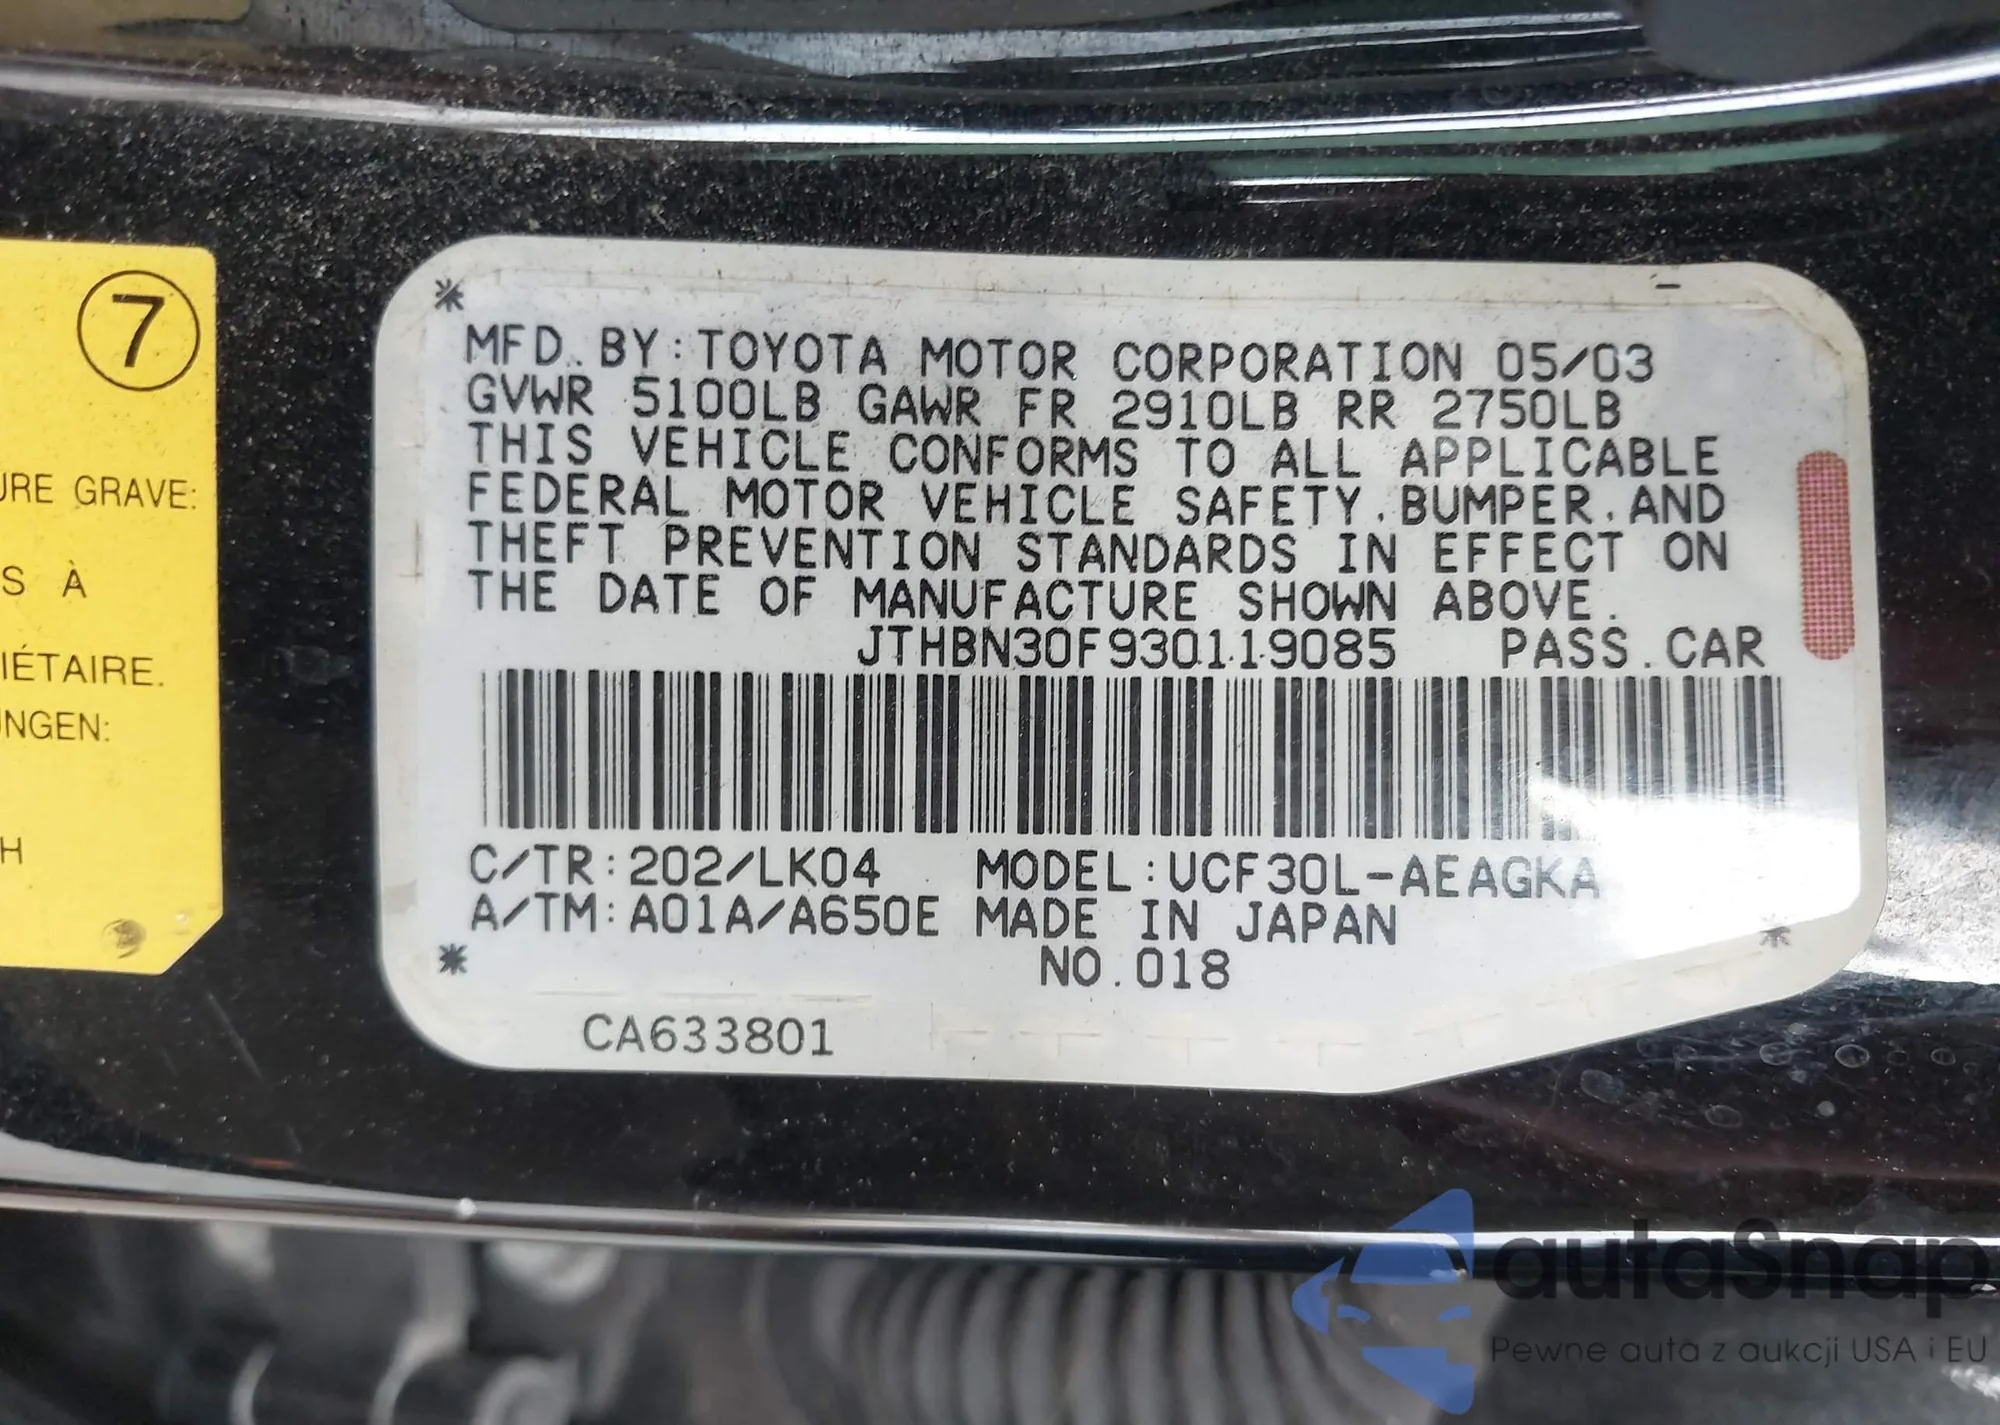 7
URE GRAVE:
S À
IÉTAIRE.
UNGEN:
H
MFD. BY: TOYOTA MOTOR CORPORATION 05/03
GVWR 5100LB GAWR FR 2910LB RR 2750LB
THIS VEHICLE CONFORMS TO ALL APPLICABLE
FEDERAL MOTOR VEHICLE SAFETY, BUMPER, AND
THEFT PREVENTION STANDARDS IN EFFECT ON
THE DATE OF MANUFACTURE SHOWN ABOVE.
JTHBN30F930119085 PASS. CAR
C/TR: 202/LK04 MODEL: UCF30L-AEAGKA
A/TM: A01A/A650E MADE IN JAPAN
NO. 018
CA633801
autaSnap
Pewne auta z aukcji USA i EU